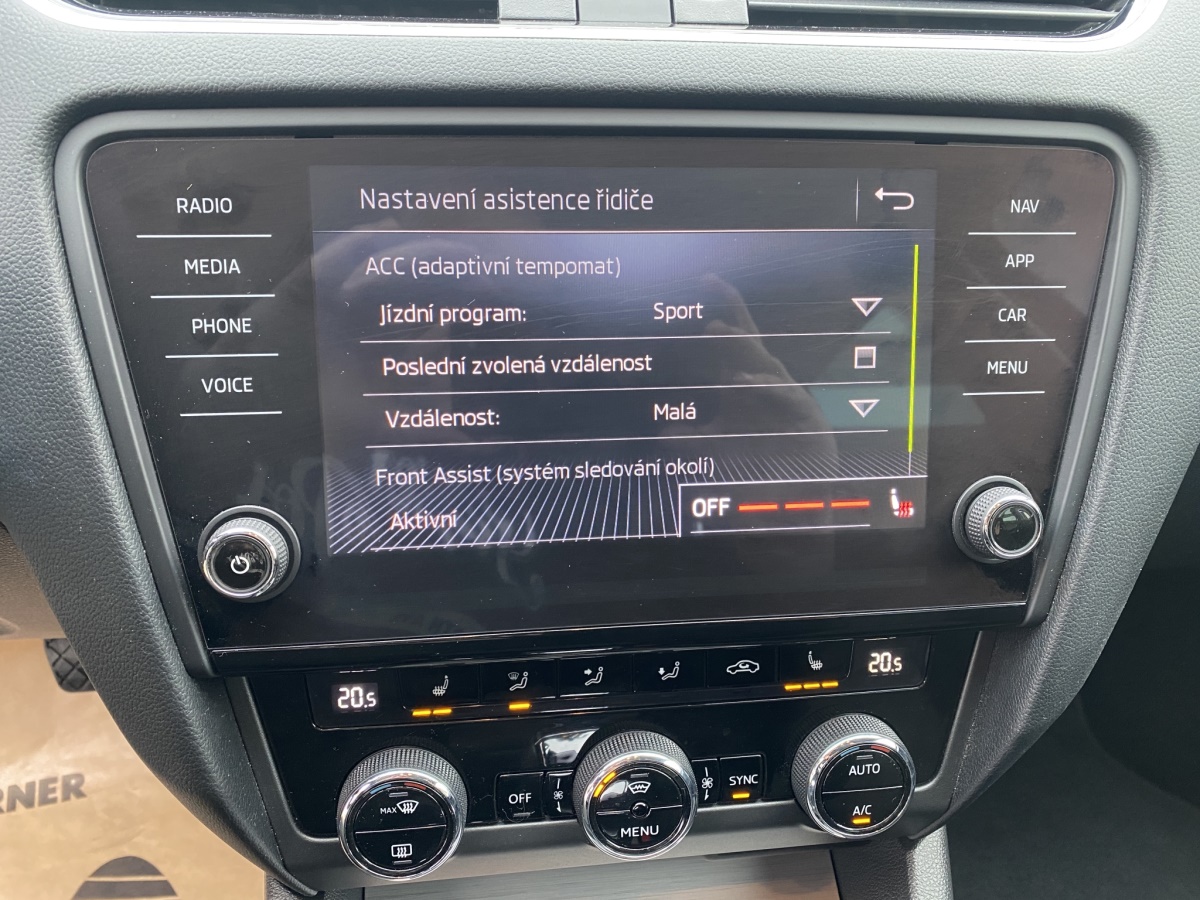 RADIO
MEDIA
PHONE
VOICE
Nastavení asistence řidiče
ACC (adaptivní tempomat)
Jízdní program: Sport
Poslední zvolená vzdálenost
Vzdálenost: Malá
Front Assist (systém sledování okolí)
Aktivní
OFF
NAV
APP
CAR
MENU
20.5
20.5
MAX
OFF
MENU
SYNC
AUTO
A/C